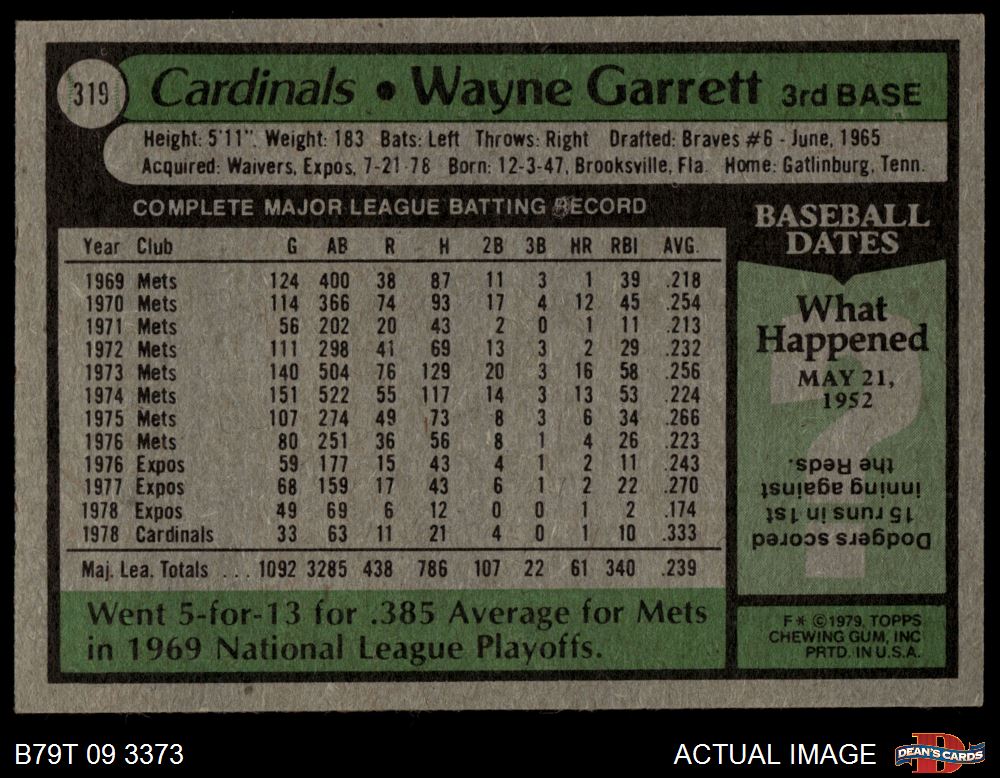 319 Cardinals • Wayne Garrett 3rd BASE
Height: 5'11". Weight: 183 Bats: Left Throws: Right Drafted: Braves #6 - June, 1965
Acquired: Waivers, Expos, 7-21-78 Born: 12-3-47, Brooksville, Fla. Home: Gatlinburg, Tenn.
COMPLETE MAJOR LEAGUE BATTING RECORD
Year Club G AB R H 2B 3B HR RBI AVG.
1969 Mets 124 400 38 87 11 3 1 39 .218
1970 Mets 114 366 74 93 17 4 12 45 .254
1971 Mets 56 202 20 43 2 0 1 11 .213
1972 Mets 111 298 41 69 13 3 2 29 .232
1973 Mets 140 504 76 129 20 3 16 58 .256
1974 Mets 151 522 55 117 14 3 13 53 .224
1975 Mets 107 274 49 73 8 3 6 34 .266
1976 Mets 80 251 36 56 8 1 4 26 .223
1976 Expos 59 177 15 43 4 1 2 11 .243
1977 Expos 68 159 17 43 6 1 2 22 .270
1978 Expos 49 69 6 12 0 0 1 2 .174
1978 Cardinals 33 63 11 21 4 0 1 10 .333
Maj. Lea. Totals ... 1092 3285 438 786 107 22 61 340 .239
Went 5-for-13 for .385 Average for Mets
in 1969 National League Playoffs.
BASEBALL
DATES
What
Happened
MAY 21,
1952
?
Dodgers scored
15 runs in 1st
inning against
the Reds.
F * © 1979, TOPPS
CHEWING GUM, INC
PRTD. IN U.S.A.
B79T 09 3373
ACTUAL IMAGE
DEAN'S CARDS